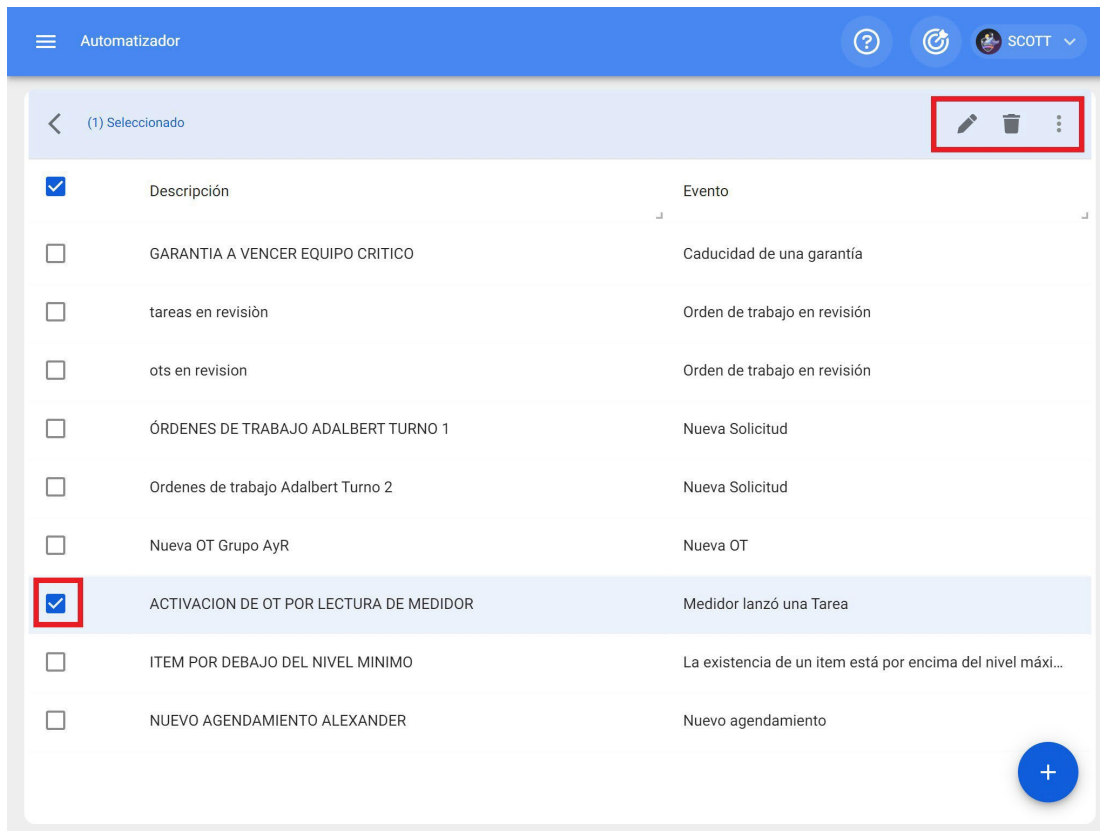 Automatizador
SCOTT
(1) Seleccionado
Descripción Evento
GARANTIA A VENCER EQUIPO CRITICO Caducidad de una garantía
tareas en revisiòn Orden de trabajo en revisión
ots en revision Orden de trabajo en revisión
ÓRDENES DE TRABAJO ADALBERT TURNO 1 Nueva Solicitud
Ordenes de trabajo Adalbert Turno 2 Nueva Solicitud
Nueva OT Grupo AyR Nueva OT
ACTIVACION DE OT POR LECTURA DE MEDIDOR Medidor lanzó una Tarea
ITEM POR DEBAJO DEL NIVEL MINIMO La existencia de un item está por encima del nivel máxi...
NUEVO AGENDAMIENTO ALEXANDER Nuevo agendamiento